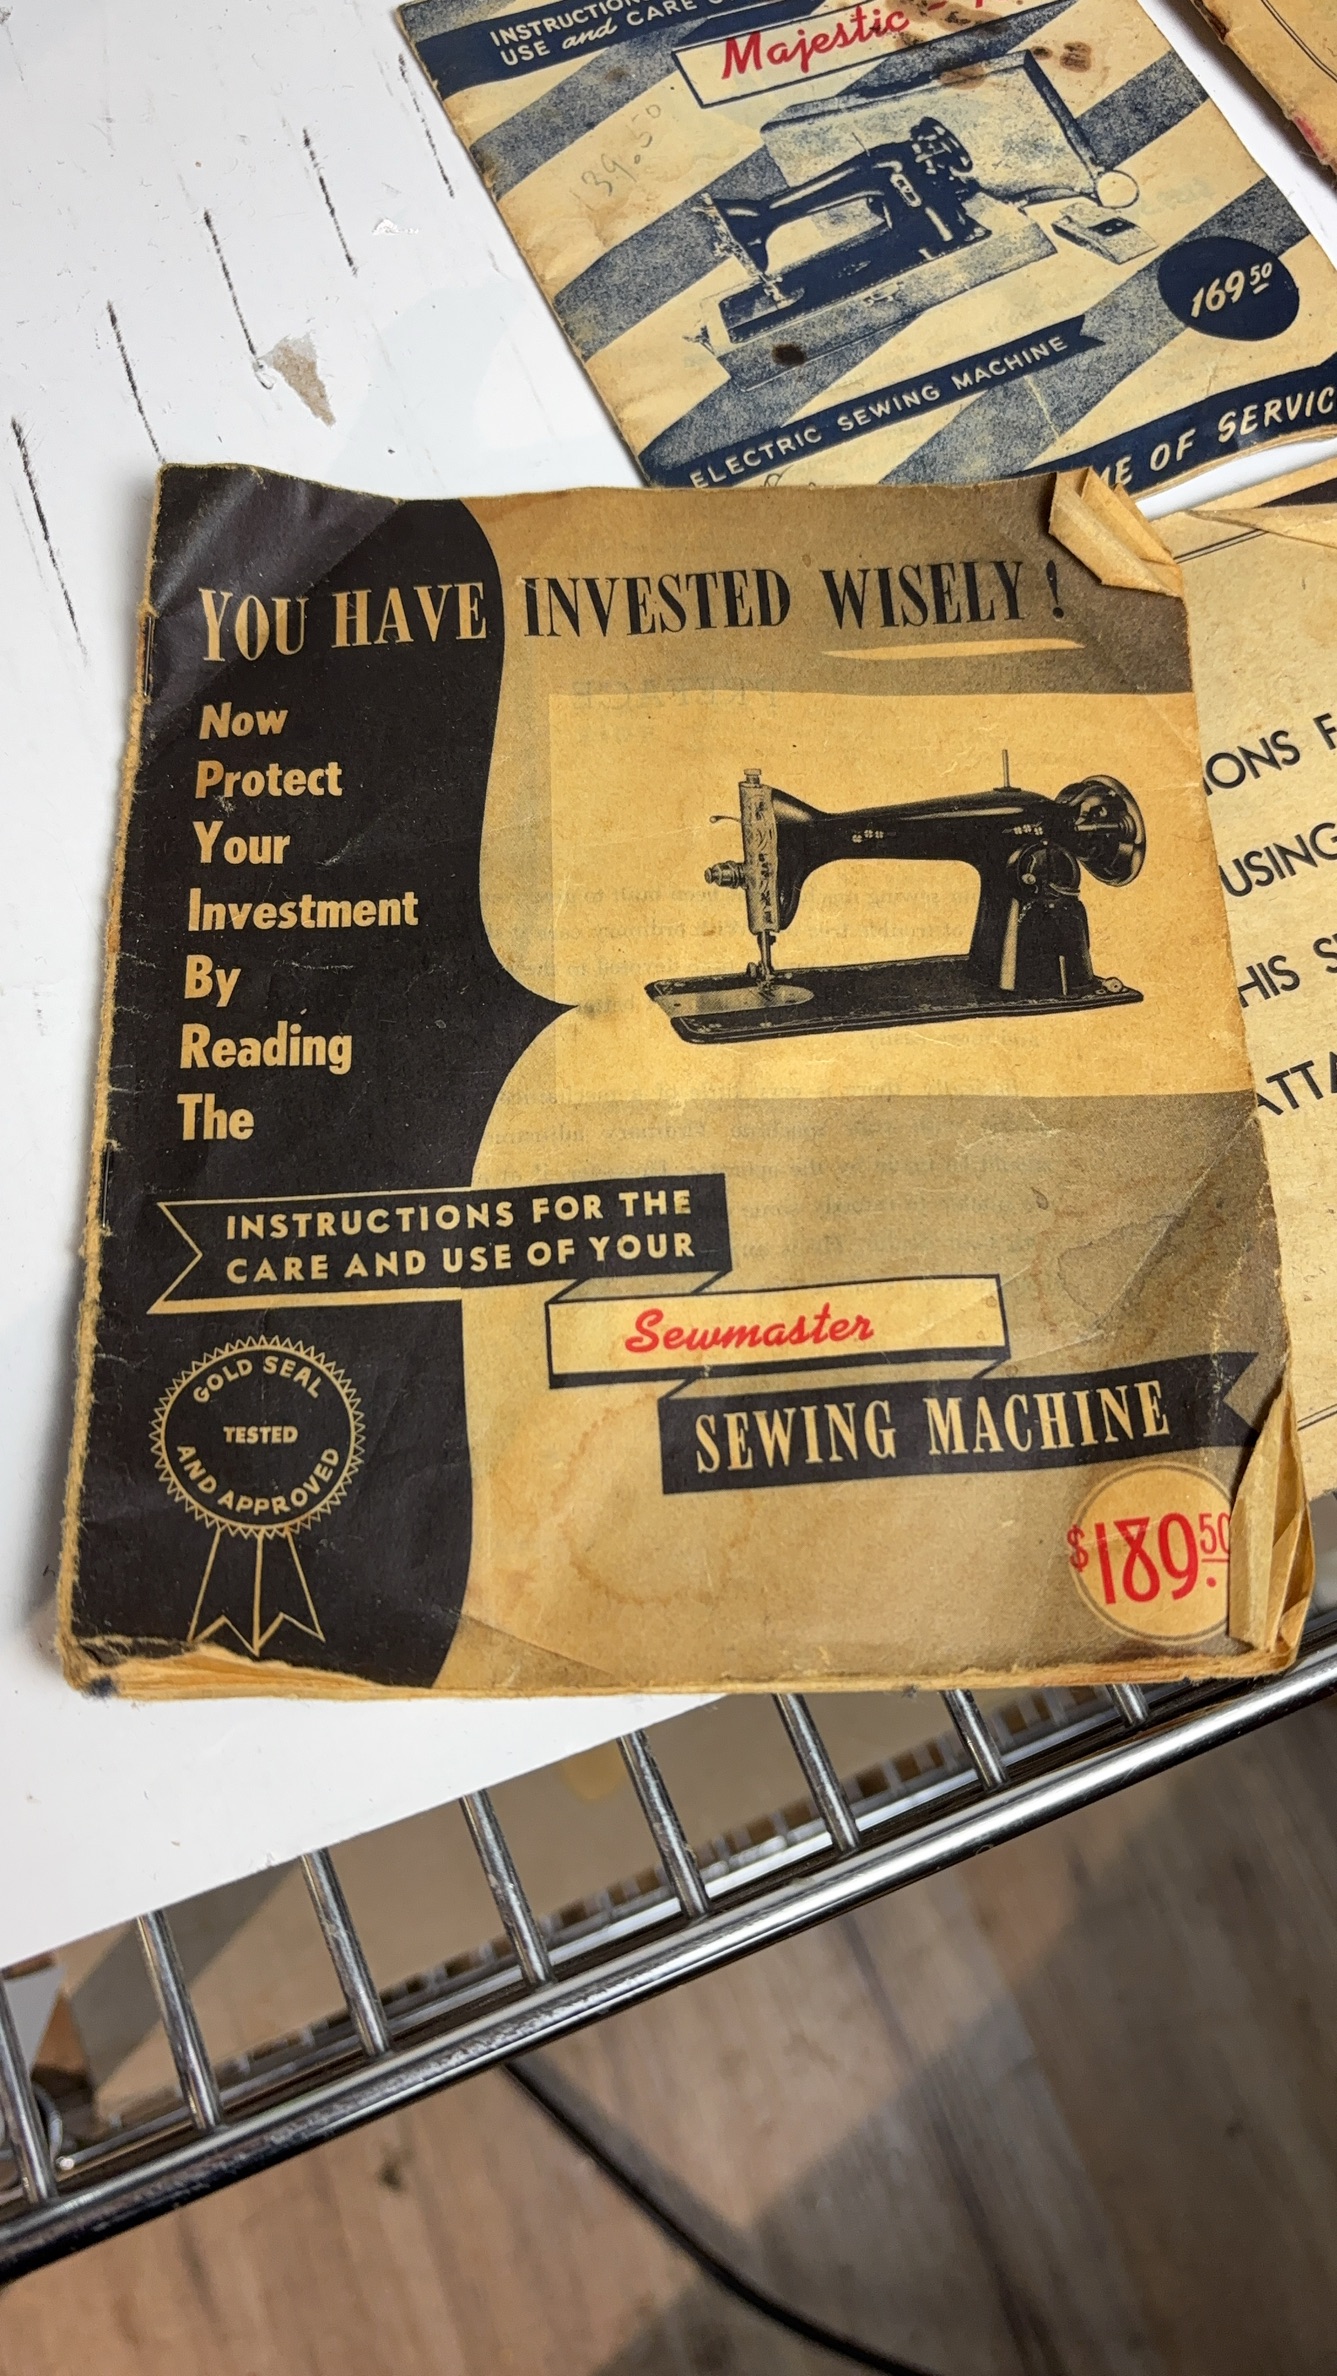 INSTRUCTION
USE and CARE
Majestic
139.50
169.50
ELECTRIC SEWING MACHINE
OF SERVIC
YOU HAVE INVESTED WISELY!
Now
Protect
Your
Investment
By
Reading
The
INSTRUCTIONS FOR THE
CARE AND USE OF YOUR
Sewmaster
SEWING MACHINE
GOLD SEAL
TESTED
AND APPROVED
$189.50
IONS F
USING
HIS S
ATTA